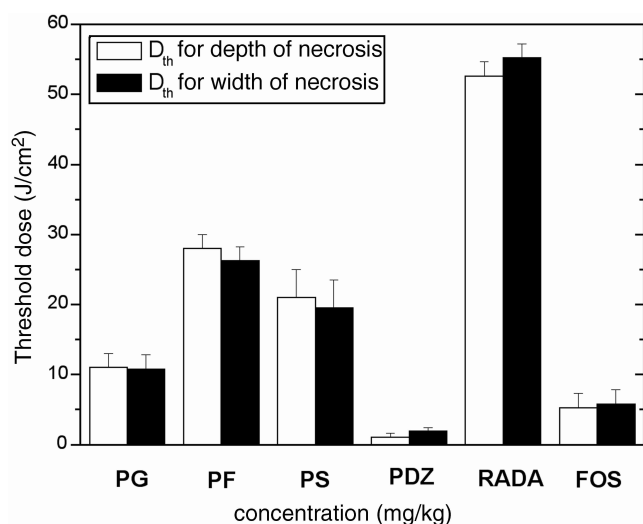 60
50
40
30
20
10
0
Threshold dose (J/cm²)
D_th for depth of necrosis
D_th for width of necrosis
PG PF PS PDZ RADA FOS
concentration (mg/kg)